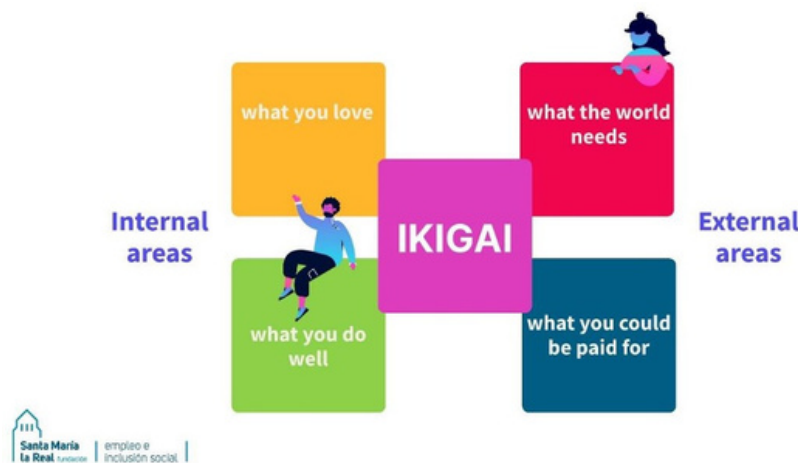 what you love
what the world
needs
Internal
areas
IKIGAI
External
areas
what you do
well
what you could
be paid for
Santa María
la Real fundación
empleo e
inclusión social